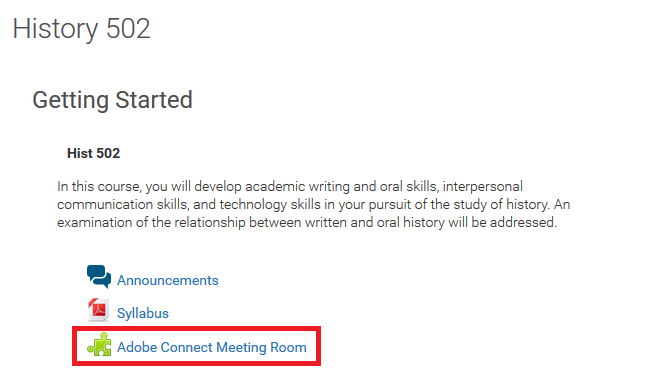 History 502
Getting Started
Hist 502
In this course, you will develop academic writing and oral skills, interpersonal
communication skills, and technology skills in your pursuit of the study of history. An
examination of the relationship between written and oral history will be addressed.
Announcements
Syllabus
Adobe Connect Meeting Room